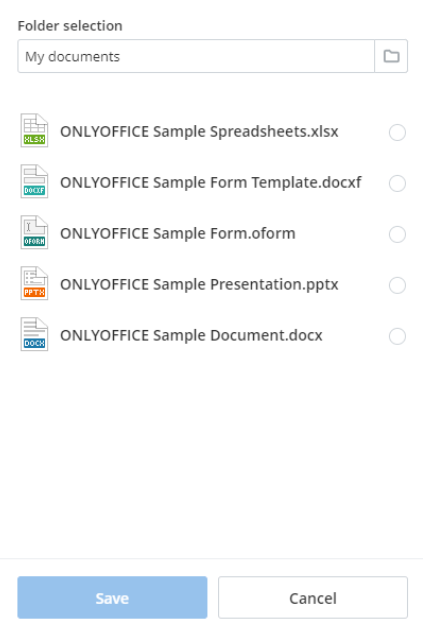 Folder selection
My documents
XLSX
ONLYOFFICE Sample Spreadsheets.xlsx
DOCXF
ONLYOFFICE Sample Form Template.docxf
OFORM
ONLYOFFICE Sample Form.oform
PPTX
ONLYOFFICE Sample Presentation.pptx
DOCX
ONLYOFFICE Sample Document.docx
Save
Cancel